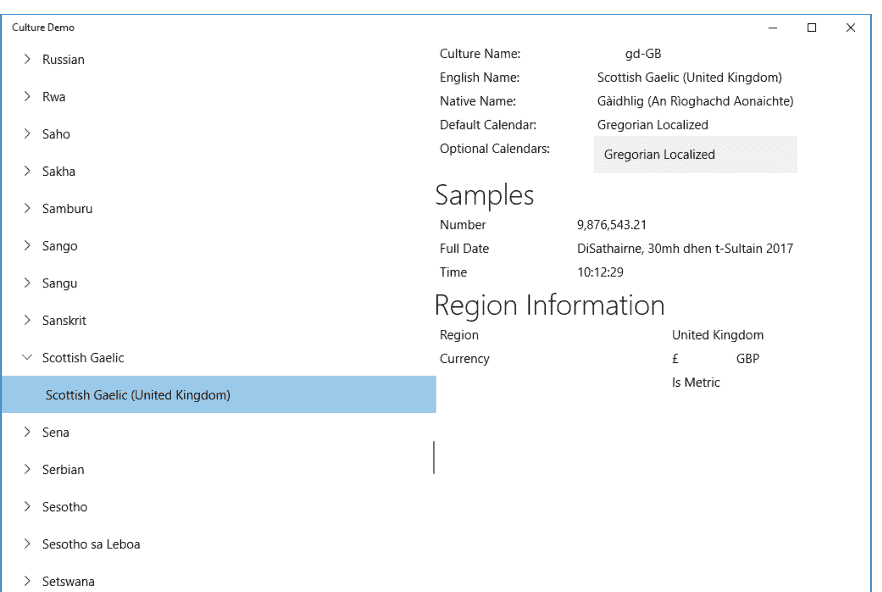 Culture Demo
Russian
Rwa
Saho
Sakha
Samburu
Sango
Sangu
Sanskrit
Scottish Gaelic
Scottish Gaelic (United Kingdom)
Sena
Serbian
Sesotho
Sesotho sa Leboa
Setswana
Culture Name: gd-GB
English Name: Scottish Gaelic (United Kingdom)
Native Name: Gàidhlig (An Rìoghachd Aonaichte)
Default Calendar: Gregorian Localized
Optional Calendars: Gregorian Localized
Samples
Number 9,876,543.21
Full Date DiSathairne, 30mh dhen t-Sultain 2017
Time 10:12:29
Region Information
Region United Kingdom
Currency £ GBP
Is Metric